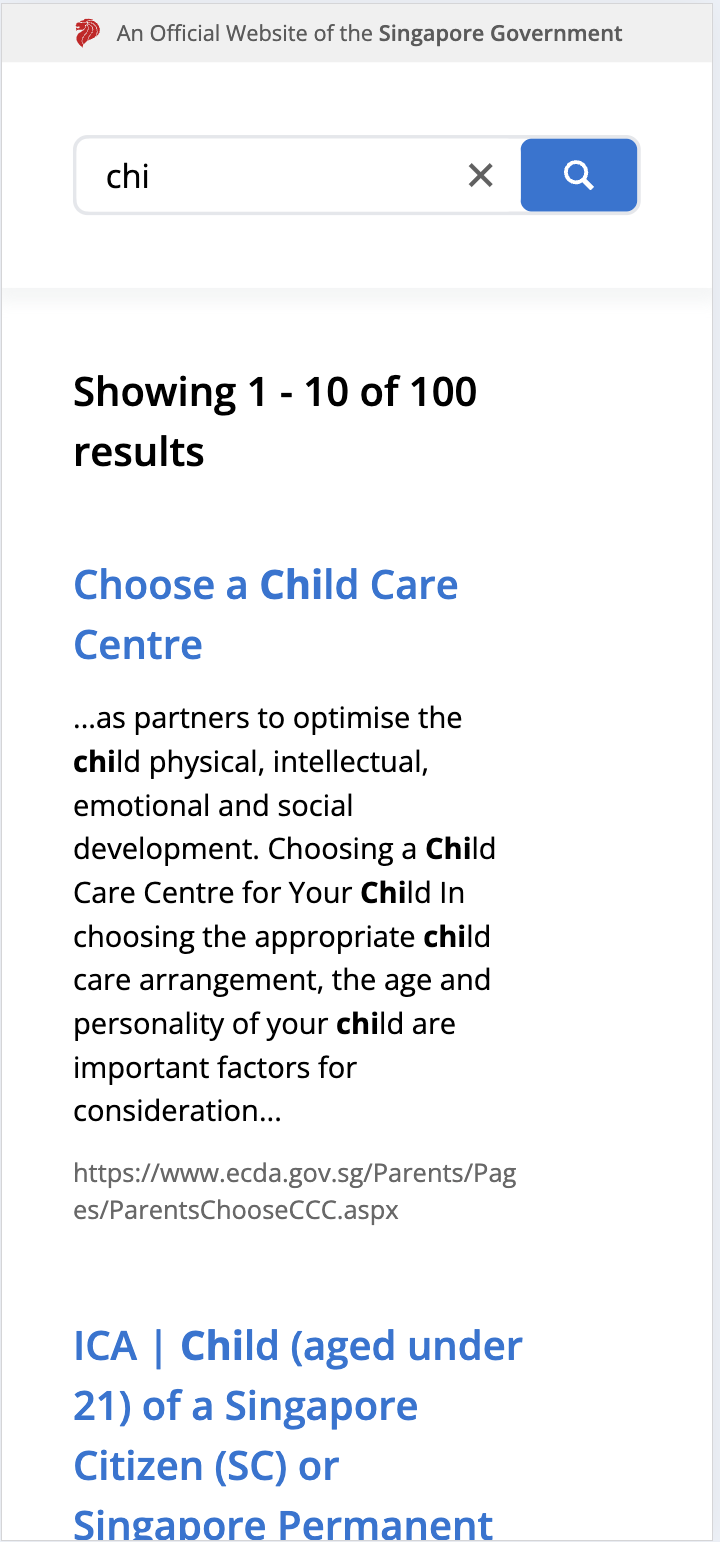 An Official Website of the Singapore Government
chi
Showing 1 - 10 of 100
results
Choose a Child Care
Centre
...as partners to optimise the
child physical, intellectual,
emotional and social
development. Choosing a Child
Care Centre for Your Child In
choosing the appropriate child
care arrangement, the age and
personality of your child are
important factors for
consideration...
https://www.ecda.gov.sg/Parents/Pag
es/ParentsChooseCCC.aspx
ICA | Child (aged under
21) of a Singapore
Citizen (SC) or
Singapore Permanent